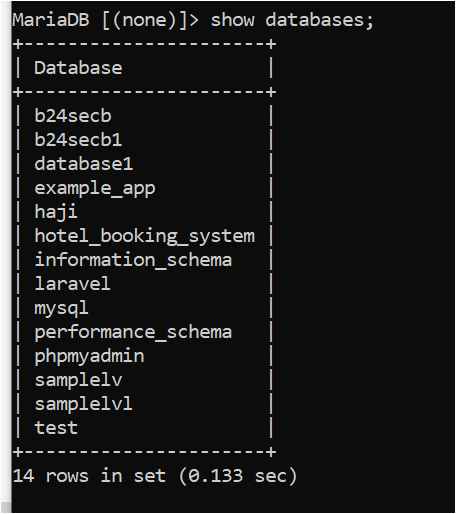 MariaDB [(none)]> show databases;
+----------------------+
| Database             |
+----------------------+
| b24secb              |
| b24secb1             |
| database1            |
| example_app          |
| haji                 |
| hotel_booking_system |
| information_schema   |
| laravel              |
| mysql                |
| performance_schema   |
| phpmyadmin           |
| samplelv             |
| samplelvl            |
| test                 |
+----------------------+
14 rows in set (0.133 sec)